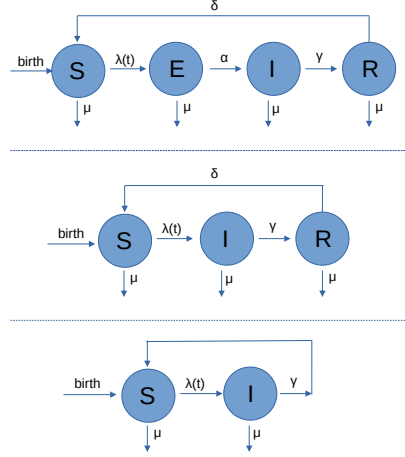 δ
birth S λ(t) E α I γ R
μ μ μ μ
δ
birth S λ(t) I γ R
μ μ μ
birth S λ(t) I γ
μ μ